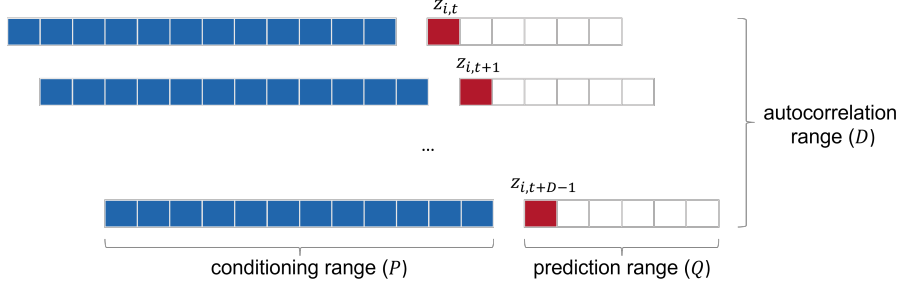 z_{i,t}
z_{i,t+1}
autocorrelation
range (D)
...
z_{i,t+D−1}
conditioning range (P)
prediction range (Q)